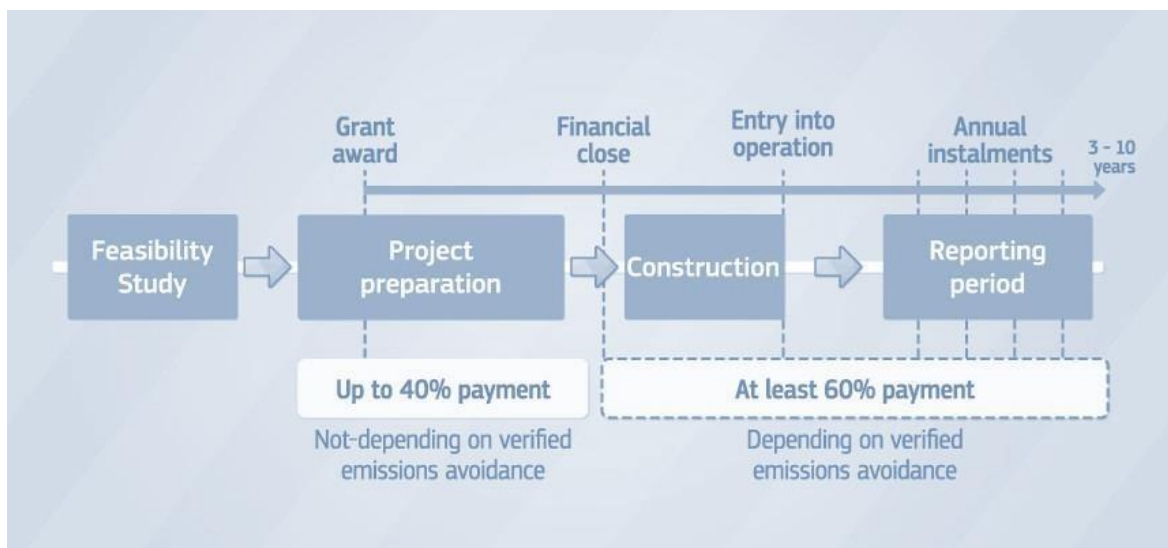 Grant
award
Financial
close
Entry into
operation
Annual
instalments
3 - 10
years
Feasibility
Study
Project
preparation
Construction
Reporting
period
Up to 40% payment
At least 60% payment
Not-depending on verified
emissions avoidance
Depending on verified
emissions avoidance